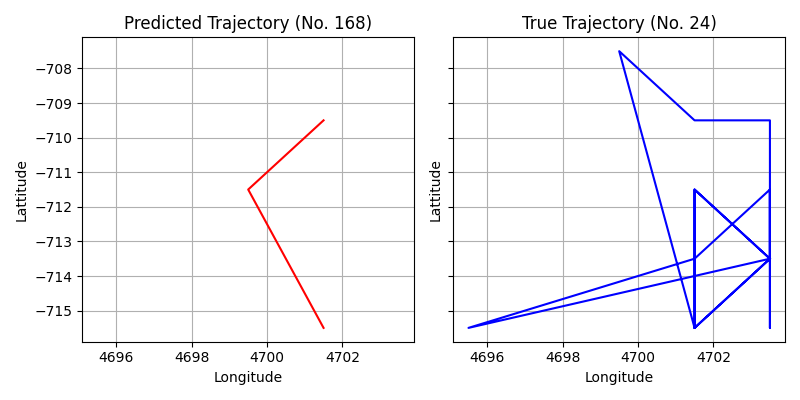 Predicted Trajectory (No. 168)
True Trajectory (No. 24)
Lattitude
−708
−709
−710
−711
−712
−713
−714
−715
4696
4698
4700
4702
Longitude
Lattitude
4696
4698
4700
4702
Longitude